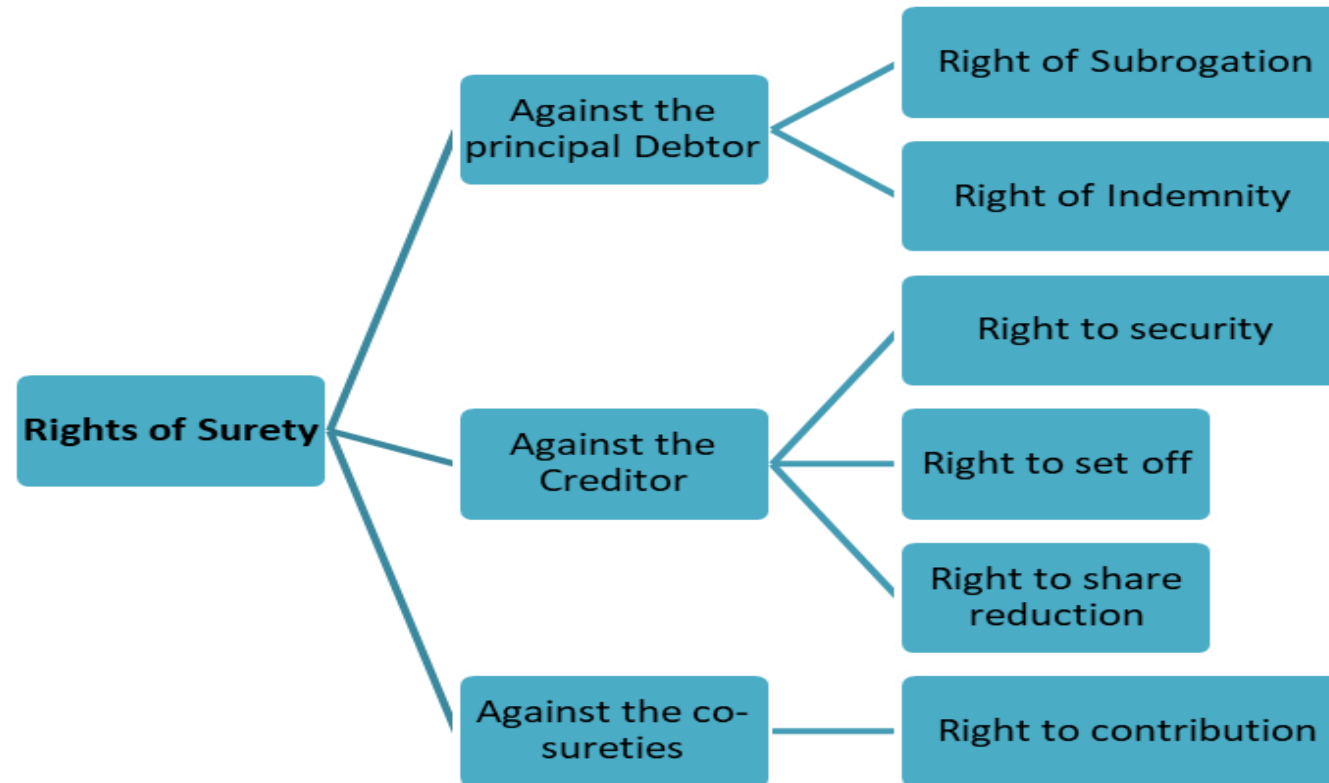 Right of Subrogation
Against the
principal Debtor
Right of Indemnity
Right to security
Rights of Surety
Against the
Creditor
Right to set off
Right to share
reduction
Against the co-
sureties
Right to contribution